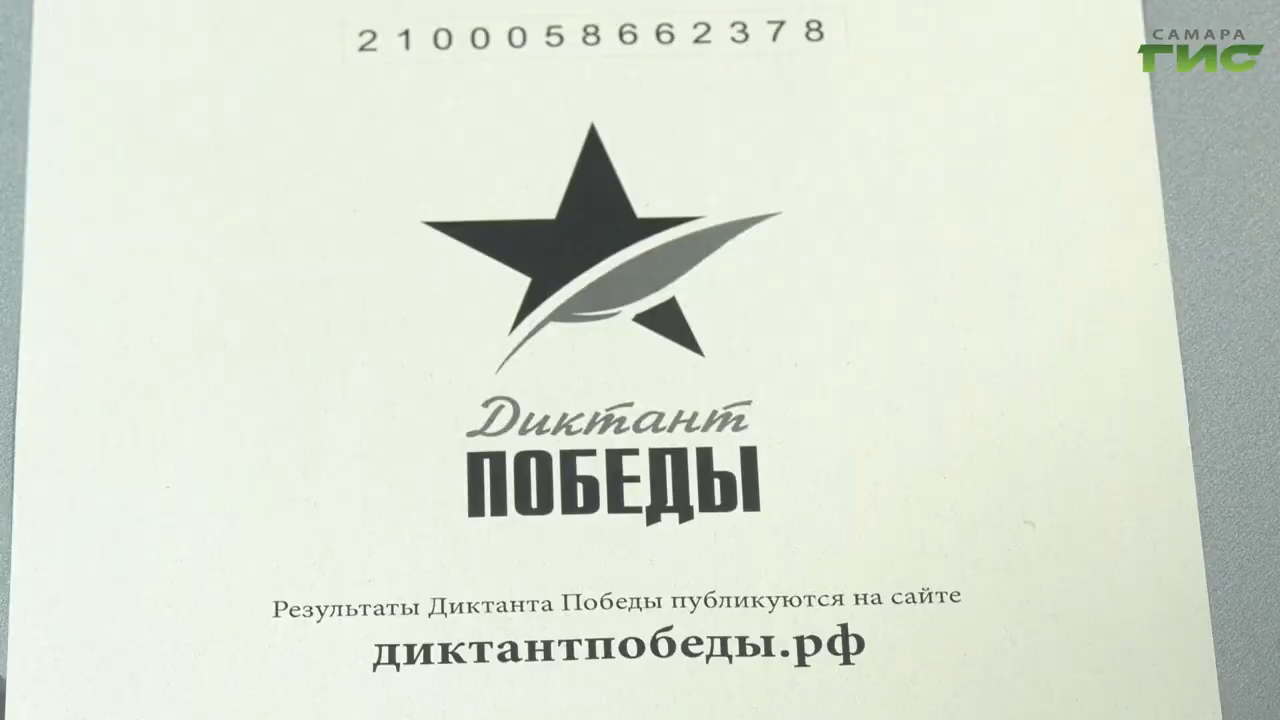 2100058662378
САМАРА
ГИС
Диктант
ПОБЕДЫ
Результаты Диктанта Победы публикуются на сайте
диктантпобеды.рф